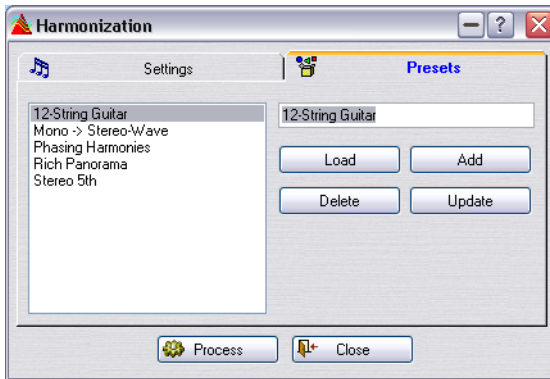 Harmonization
Settings
Presets
12-String Guitar
Mono -> Stereo-Wave
Phasing Harmonies
Rich Panorama
Stereo 5th
12-String Guitar
Load
Add
Delete
Update
Process
Close